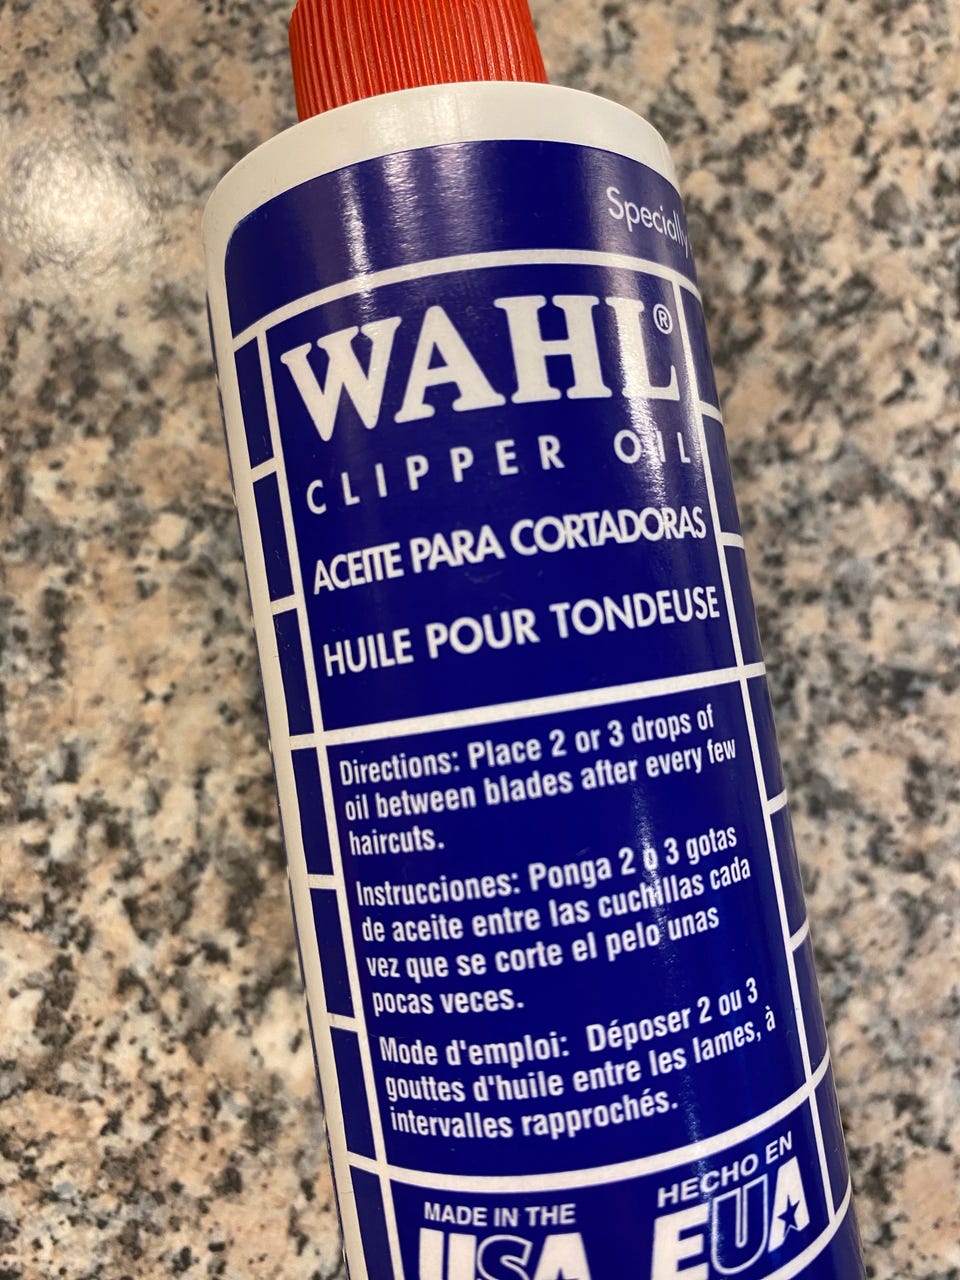 Specially
WAHL®
CLIPPER OIL
ACEITE PARA CORTADORAS
HUILE POUR TONDEUSE
Directions: Place 2 or 3 drops of
oil between blades after every few
haircuts.
Instrucciones: Ponga 2 o 3 gotas
de aceite entre las cuchillas cada
vez que se corte el pelo unas
pocas veces.
Mode d'emploi: Déposer 2 ou 3
gouttes d'huile entre les lames, à
intervalles rapprochés.
MADE IN THE
USA
HECHO EN
EUA